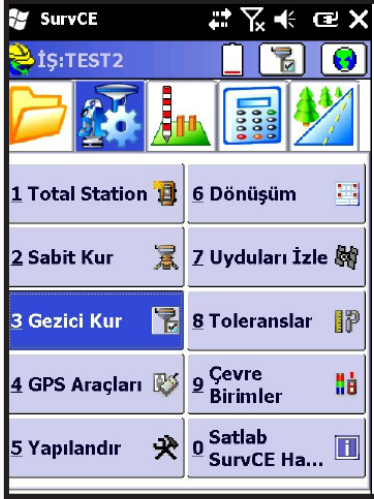 SurvCE
İŞ:TEST2
1 Total Station
6 Dönüşüm
2 Sabit Kur
7 Uyduları İzle
3 Gezici Kur
8 Toleranslar
4 GPS Araçları
9 Çevre
Birimler
5 Yapılandır
0 Satlab
SurvCE Ha...